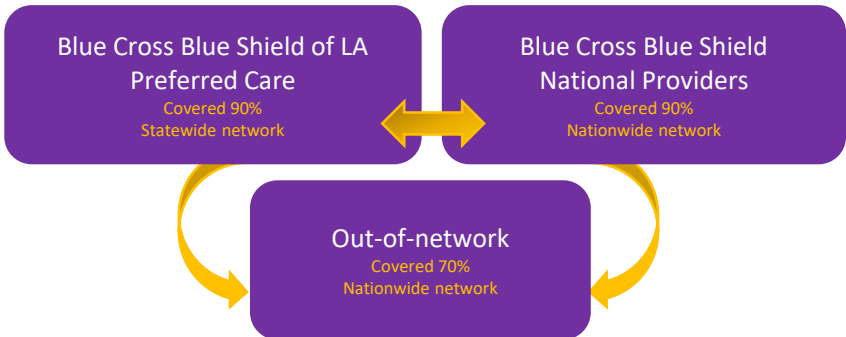 Blue Cross Blue Shield of LA
Preferred Care
Covered 90%
Statewide network
Blue Cross Blue Shield
National Providers
Covered 90%
Nationwide network
Out-of-network
Covered 70%
Nationwide network